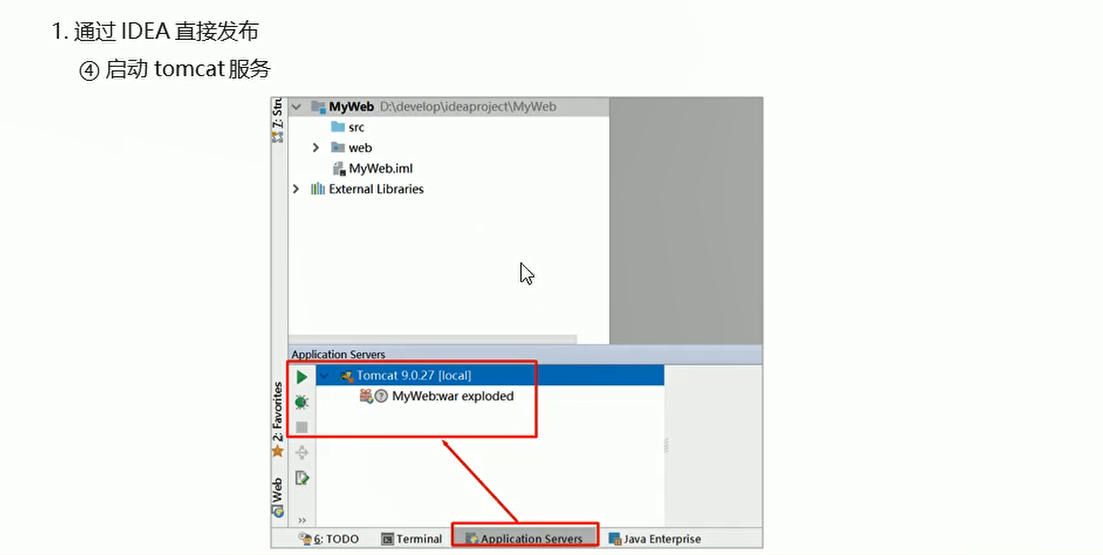 1. 通过 IDEA 直接发布
④ 启动 tomcat 服务
MyWeb D:\develop\ideaproject\MyWeb
src
web
MyWeb.iml
External Libraries
Application Servers
Tomcat 9.0.27 [local]
MyWeb:war exploded
2: Favorites
Web
6: TODO Terminal Application Servers Java Enterprise